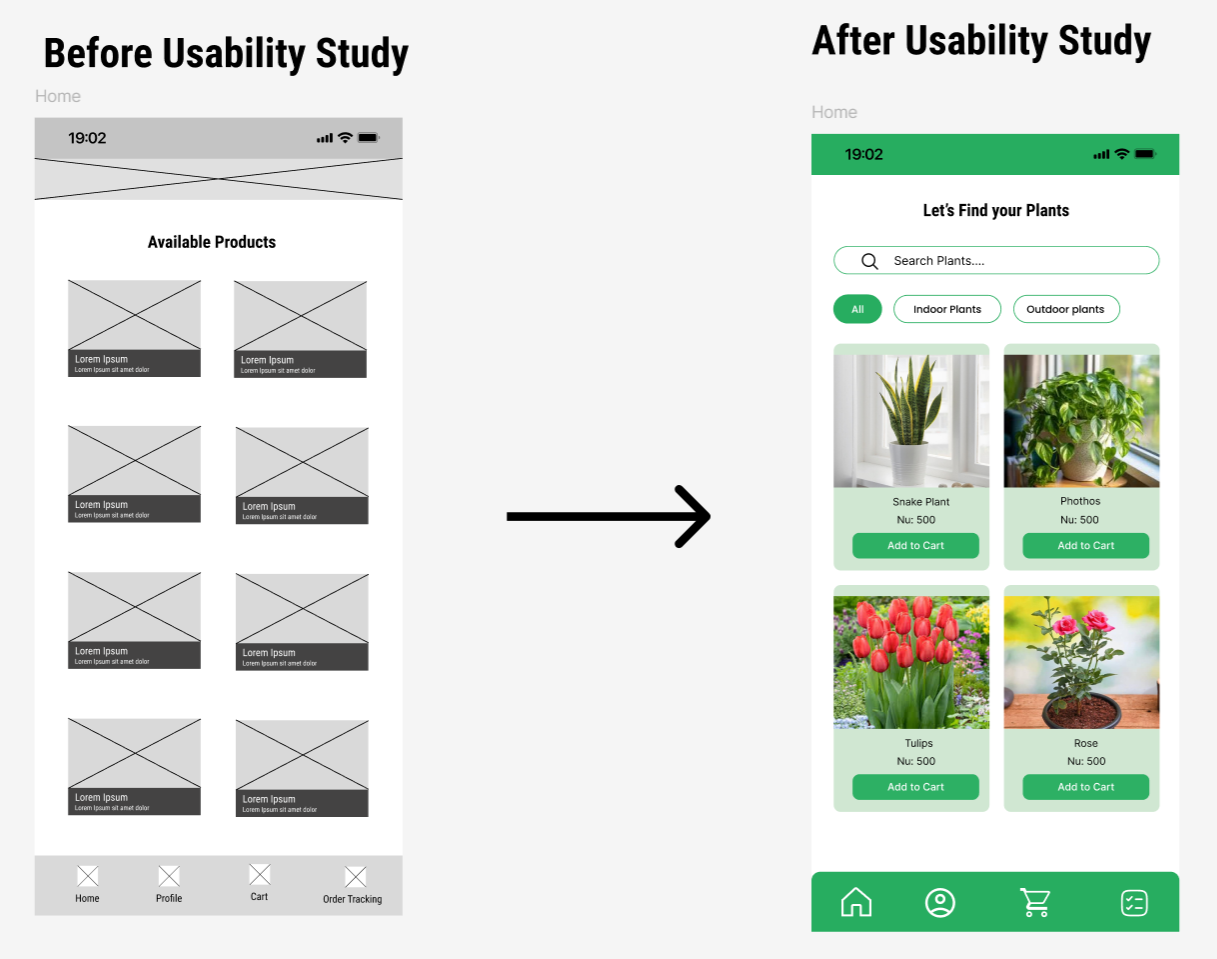 Before Usability Study
Home
19:02
Available Products
Lorem Ipsum
Lorem Ipsum sit amet dolor
Lorem Ipsum
Lorem Ipsum sit amet dolor
Lorem Ipsum
Lorem Ipsum sit amet dolor
Lorem Ipsum
Lorem Ipsum sit amet dolor
Lorem Ipsum
Lorem Ipsum sit amet dolor
Lorem Ipsum
Lorem Ipsum sit amet dolor
Lorem Ipsum
Lorem Ipsum sit amet dolor
Lorem Ipsum
Lorem Ipsum sit amet dolor
Home
Profile
Cart
Order Tracking
After Usability Study
Home
19:02
Let’s Find your Plants
Search Plants....
All
Indoor Plants
Outdoor plants
Snake Plant
Nu: 500
Add to Cart
Phothos
Nu: 500
Add to Cart
Tulips
Nu: 500
Add to Cart
Rose
Nu: 500
Add to Cart